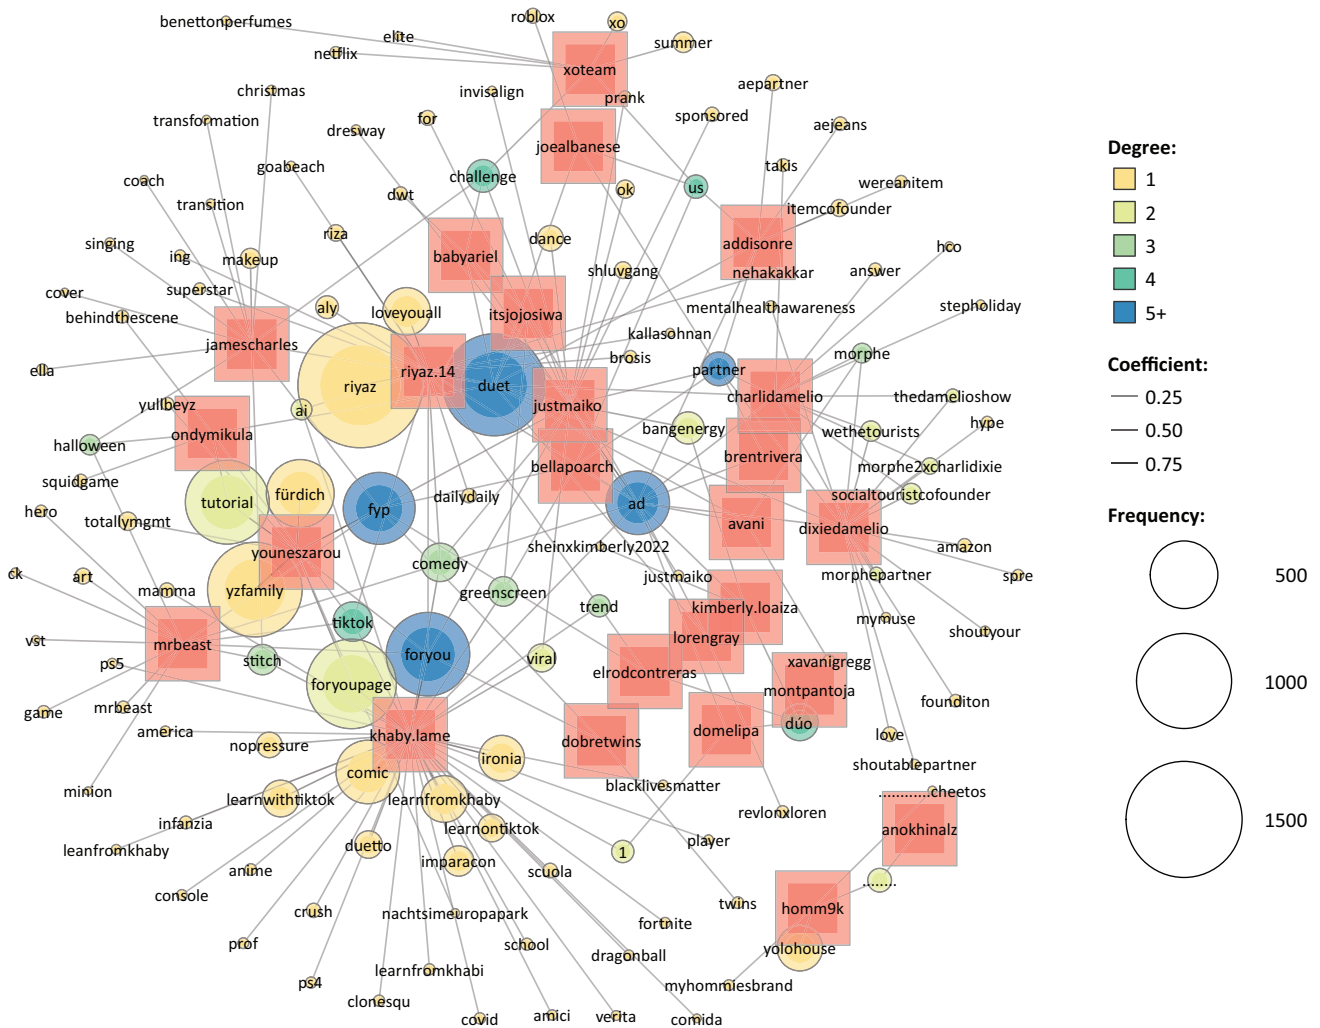 roblox
xo
benettonperfumes
elite
summer
netflix
xoteam
christmas
invisalign
prank
aepartner
transformation
for
sponsored
dresway
aejeans
joealbanese
goabeach
takis
coach
challenge
us
ok
wereanitem
dwt
transition
itemcofounder
singing
riza
dance
addisonre
hco
ing
makeup
babyariel
shluvgang
nehakakkar
answer
superstar
cover
aly
loveyouall
itsjojosiwa
mentalhealthawareness
stepholiday
behindthescene
kallasohnan
jamescharles
brosis
morphe
ella
riyaz.14
partner
riyaz
duet
charlidamelio
thedamelioshow
yullbeyz
ai
justmaiko
hype
ondymikula
bangenergy
wethetourists
halloween
brentrivera
bellapoarch
morphe2xcharlidixie
squidgame
fürdich
dailydaily
socialtouristcofounder
tutorial
fyp
ad
hero
totallymgmt
avani
dixiedamelio
youneszarou
sheinxkimberly2022
amazon
comedy
ck
art
justmaiko
morphepartner
spre
mamma
yzfamily
greenscreen
trend
kimberly.loaiza
mymuse
tiktok
shoutyour
vst
mrbeast
lorengray
foryou
ps5
stitch
viral
xavanigregg
elrodcontreras
foryoupage
montpantoja
founditon
game
mrbeast
dúo
america
khaby.lame
domelipa
love
nopressure
dobretwins
ironia
shoutablepartner
comic
minion
blacklivesmatter
............cheetos
learnwithtiktok
learnfromkhaby
revlonxloren
infanzia
learnontiktok
anokhinalz
leanfromkhaby
duetto
player
1
imparacon
anime
scuola
........
console
twins
homm9k
crush
nachtsimeuropapark
fortnite
prof
school
yolohouse
dragonball
learnfromkhabi
ps4
myhommiesbrand
clonesqu
covid
amici
verita
comida
Degree:
1
2
3
4
5+
Coefficient:
0.25
0.50
0.75
Frequency:
500
1000
1500